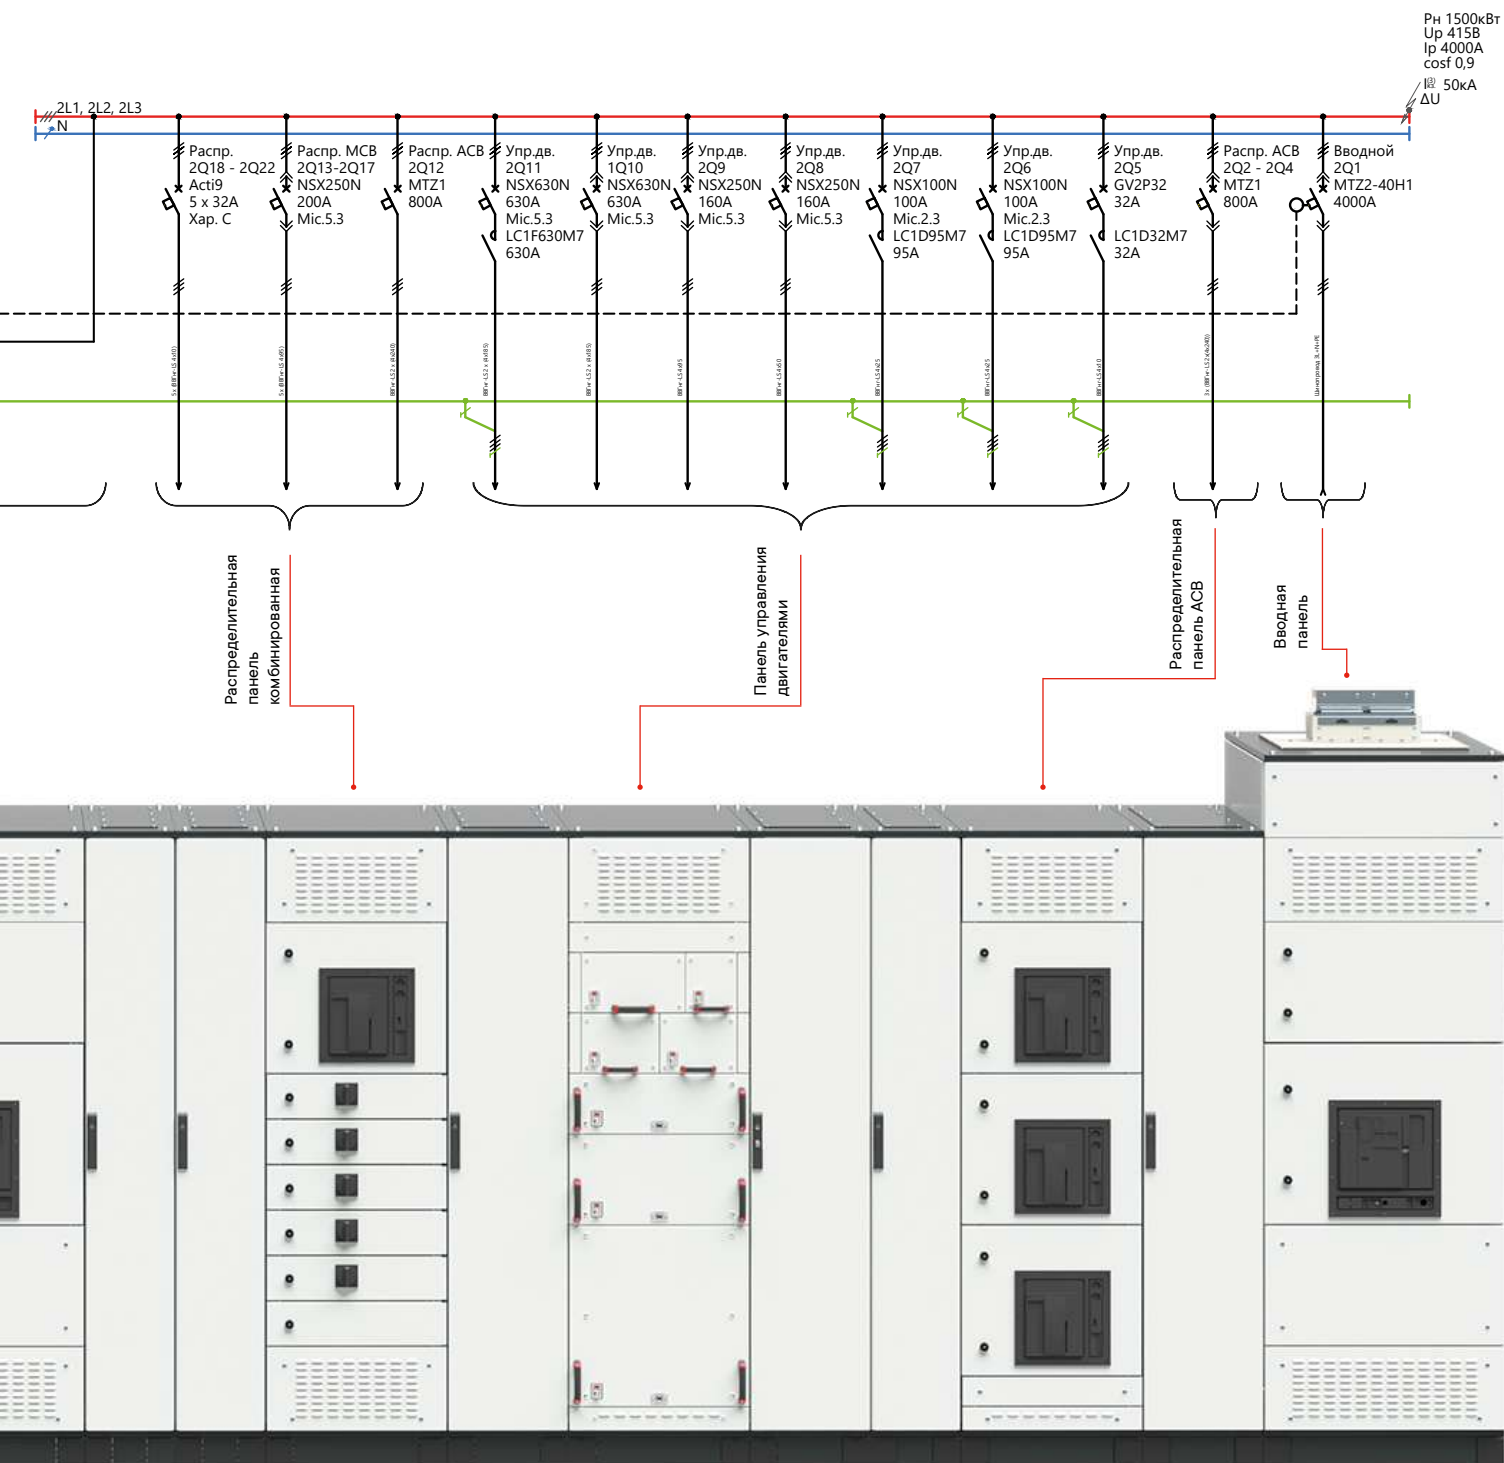 Рн 1500кВт
Uр 415В
Iр 4000А
cosf 0,9
50кА
ΔU
2L1, 2L2, 2L3
N
Распр.
2Q18 - 2Q22
Acti9
5 x 32A
Хар. С
Распр. МСВ
2Q13-2Q17
NSX250N
200A
Mic.5.3
Распр. АСВ
2Q12
MTZ1
800A
Упр.дв.
2Q11
NSX630N
630A
Mic.5.3
LC1F630M7
630A
Упр.дв.
1Q10
NSX630N
630A
Mic.5.3
Упр.дв.
2Q9
NSX250N
160A
Mic.5.3
Упр.дв.
2Q8
NSX250N
160A
Mic.5.3
Упр.дв.
2Q7
NSX100N
100A
Mic.2.3
LC1D95M7
95A
Упр.дв.
2Q6
NSX100N
100A
Mic.2.3
LC1D95M7
95A
Упр.дв.
2Q5
GV2P32
32A
LC1D32M7
32A
Распр. АСВ
2Q2 - 2Q4
MTZ1
800A
Вводной
2Q1
MTZ2-40H1
4000A
Распределительная
панель
комбинированная
Панель управления
двигателями
Распределительная
панель АСВ
Вводная
панель